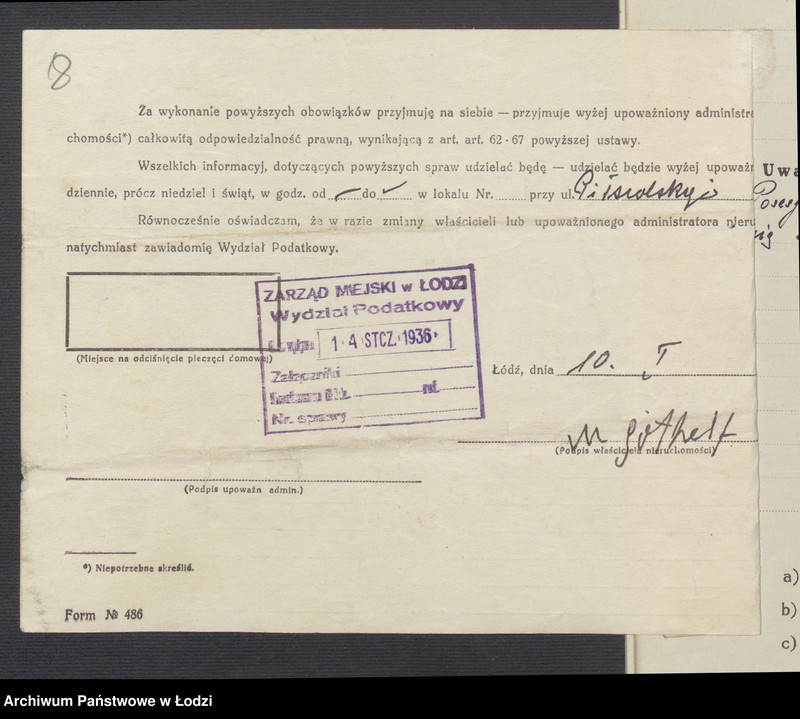 8
Za wykonanie powyższych obowiązków przyjmuję na siebie — przyjmuje wyżej upoważniony administra
chomości*) całkowitą odpowiedzialność prawną, wynikającą z art. art. 62-67 powyższej ustawy.
Wszelkich informacyj, dotyczących powyższych spraw udzielać będę — udzielać będzie wyżej upoważn
dziennie, prócz niedziel i świąt, w godz. od do w lokalu Nr. przy ul.
Równocześnie oświadczam, że w razie zmiany właścicieli lub upoważnionego administratora nieru
natychmiast zawiadomię Wydział Podatkowy.
ZARZĄD MIEJSKI w ŁODZI
Wydział Podatkowy
14 STCZ. 1936
Załączniki
Nr. sprawy
(Miejsce na odciśnięcie pieczęci domowej)
Łódź, dnia 10. I
(Podpis właściciela nieruchomości)
(Podpis upoważn admin.)
*) Niepotrzebne skreślić.
Form № 486
Uwa
a)
b)
c)
Archiwum Państwowe w Łodzi